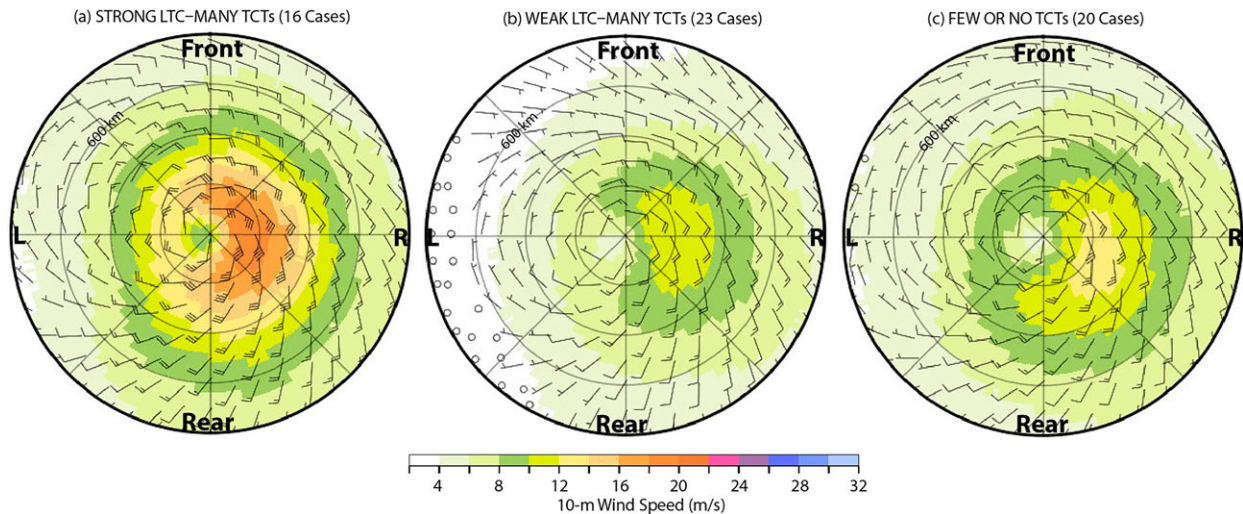 (a) STRONG LTC−MANY TCTs (16 Cases)
Front
600 km
L
R
Rear
(b) WEAK LTC−MANY TCTs (23 Cases)
Front
600 km
L
R
Rear
(c) FEW OR NO TCTs (20 Cases)
Front
600 km
L
R
Rear
4 8 12 16 20 24 28 32
10-m Wind Speed (m/s)